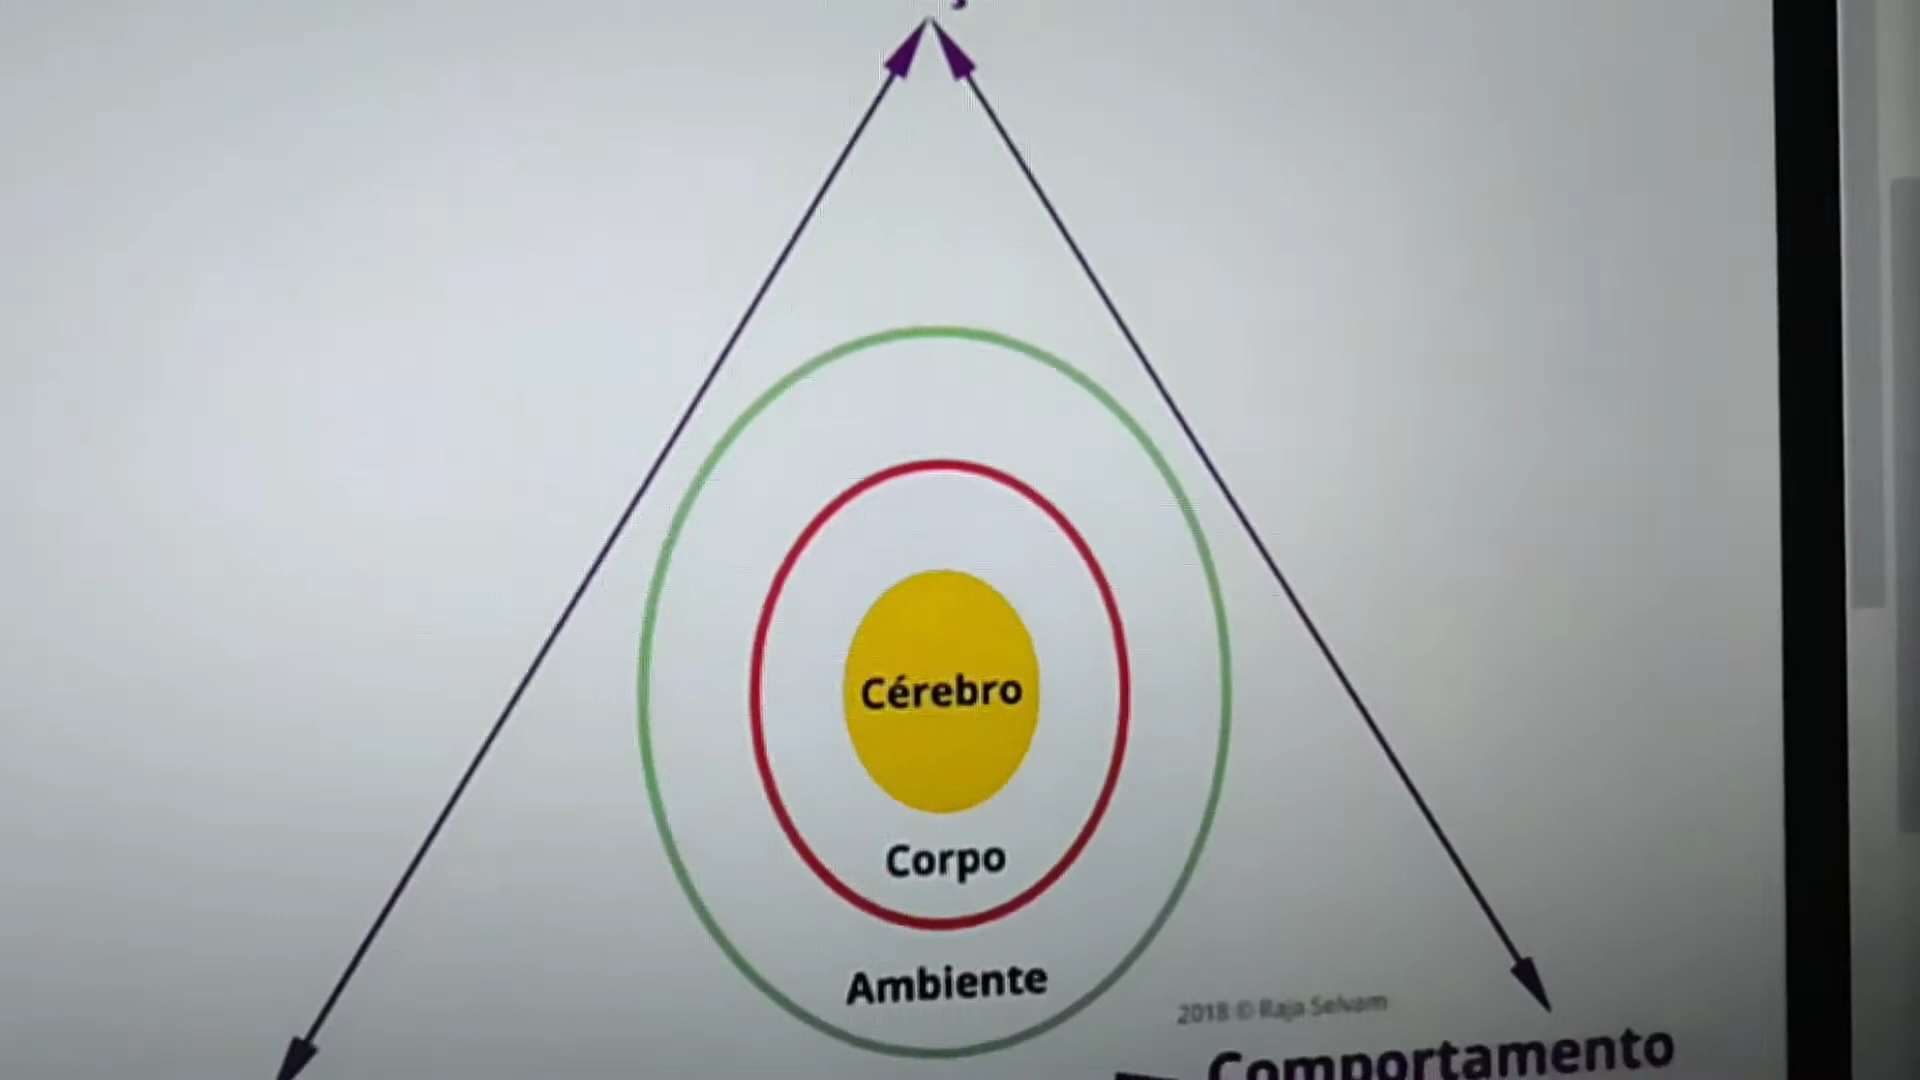 Cérebro
Corpo
Ambiente
2018 © Raja Selvam
Comportamento